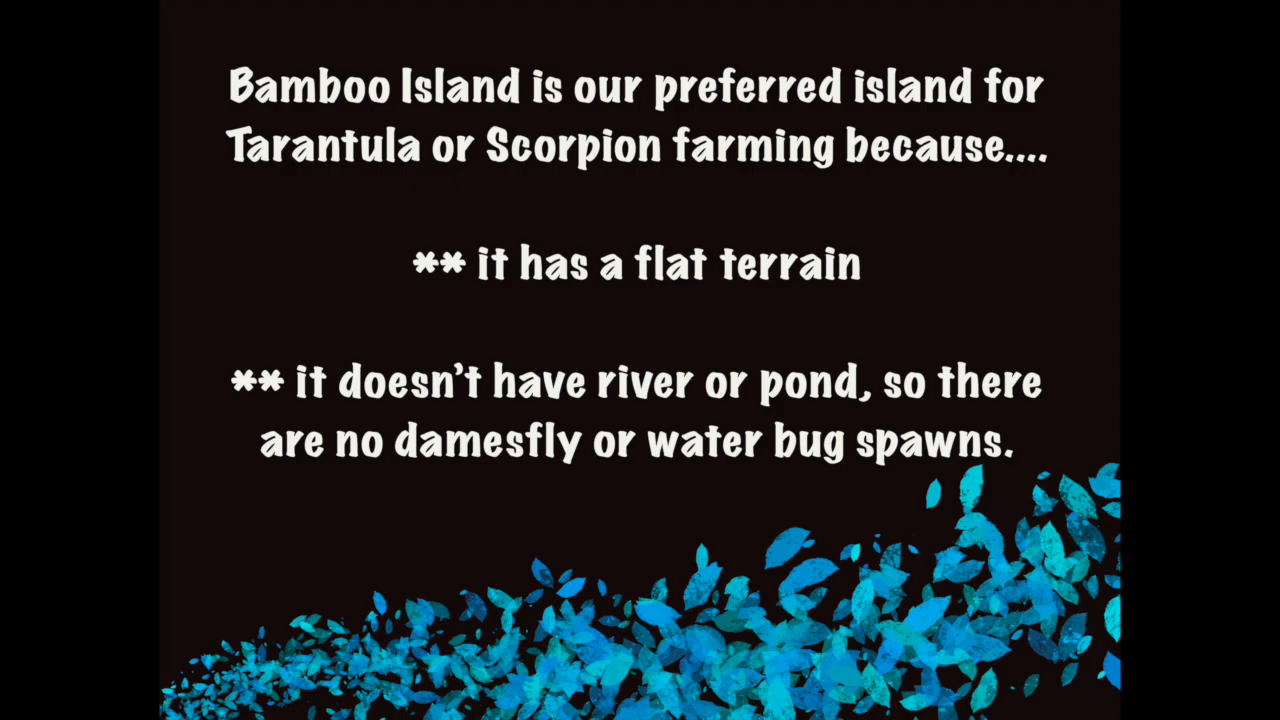 Bamboo Island is our preferred island for
Tarantula or Scorpion farming because....
** it has a flat terrain
** it doesn't have river or pond, so there
are no damesfly or water bug spawns.